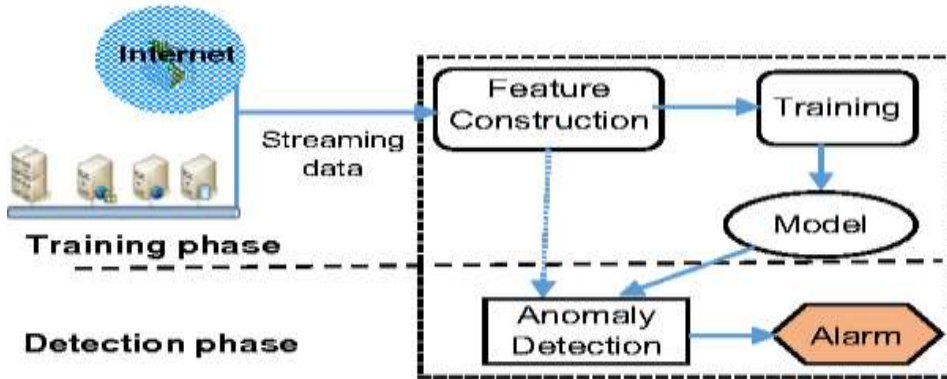 Internet
Feature
Construction
Training
Streaming
data
Model
Training phase
Anomaly
Detection
Alarm
Detection phase